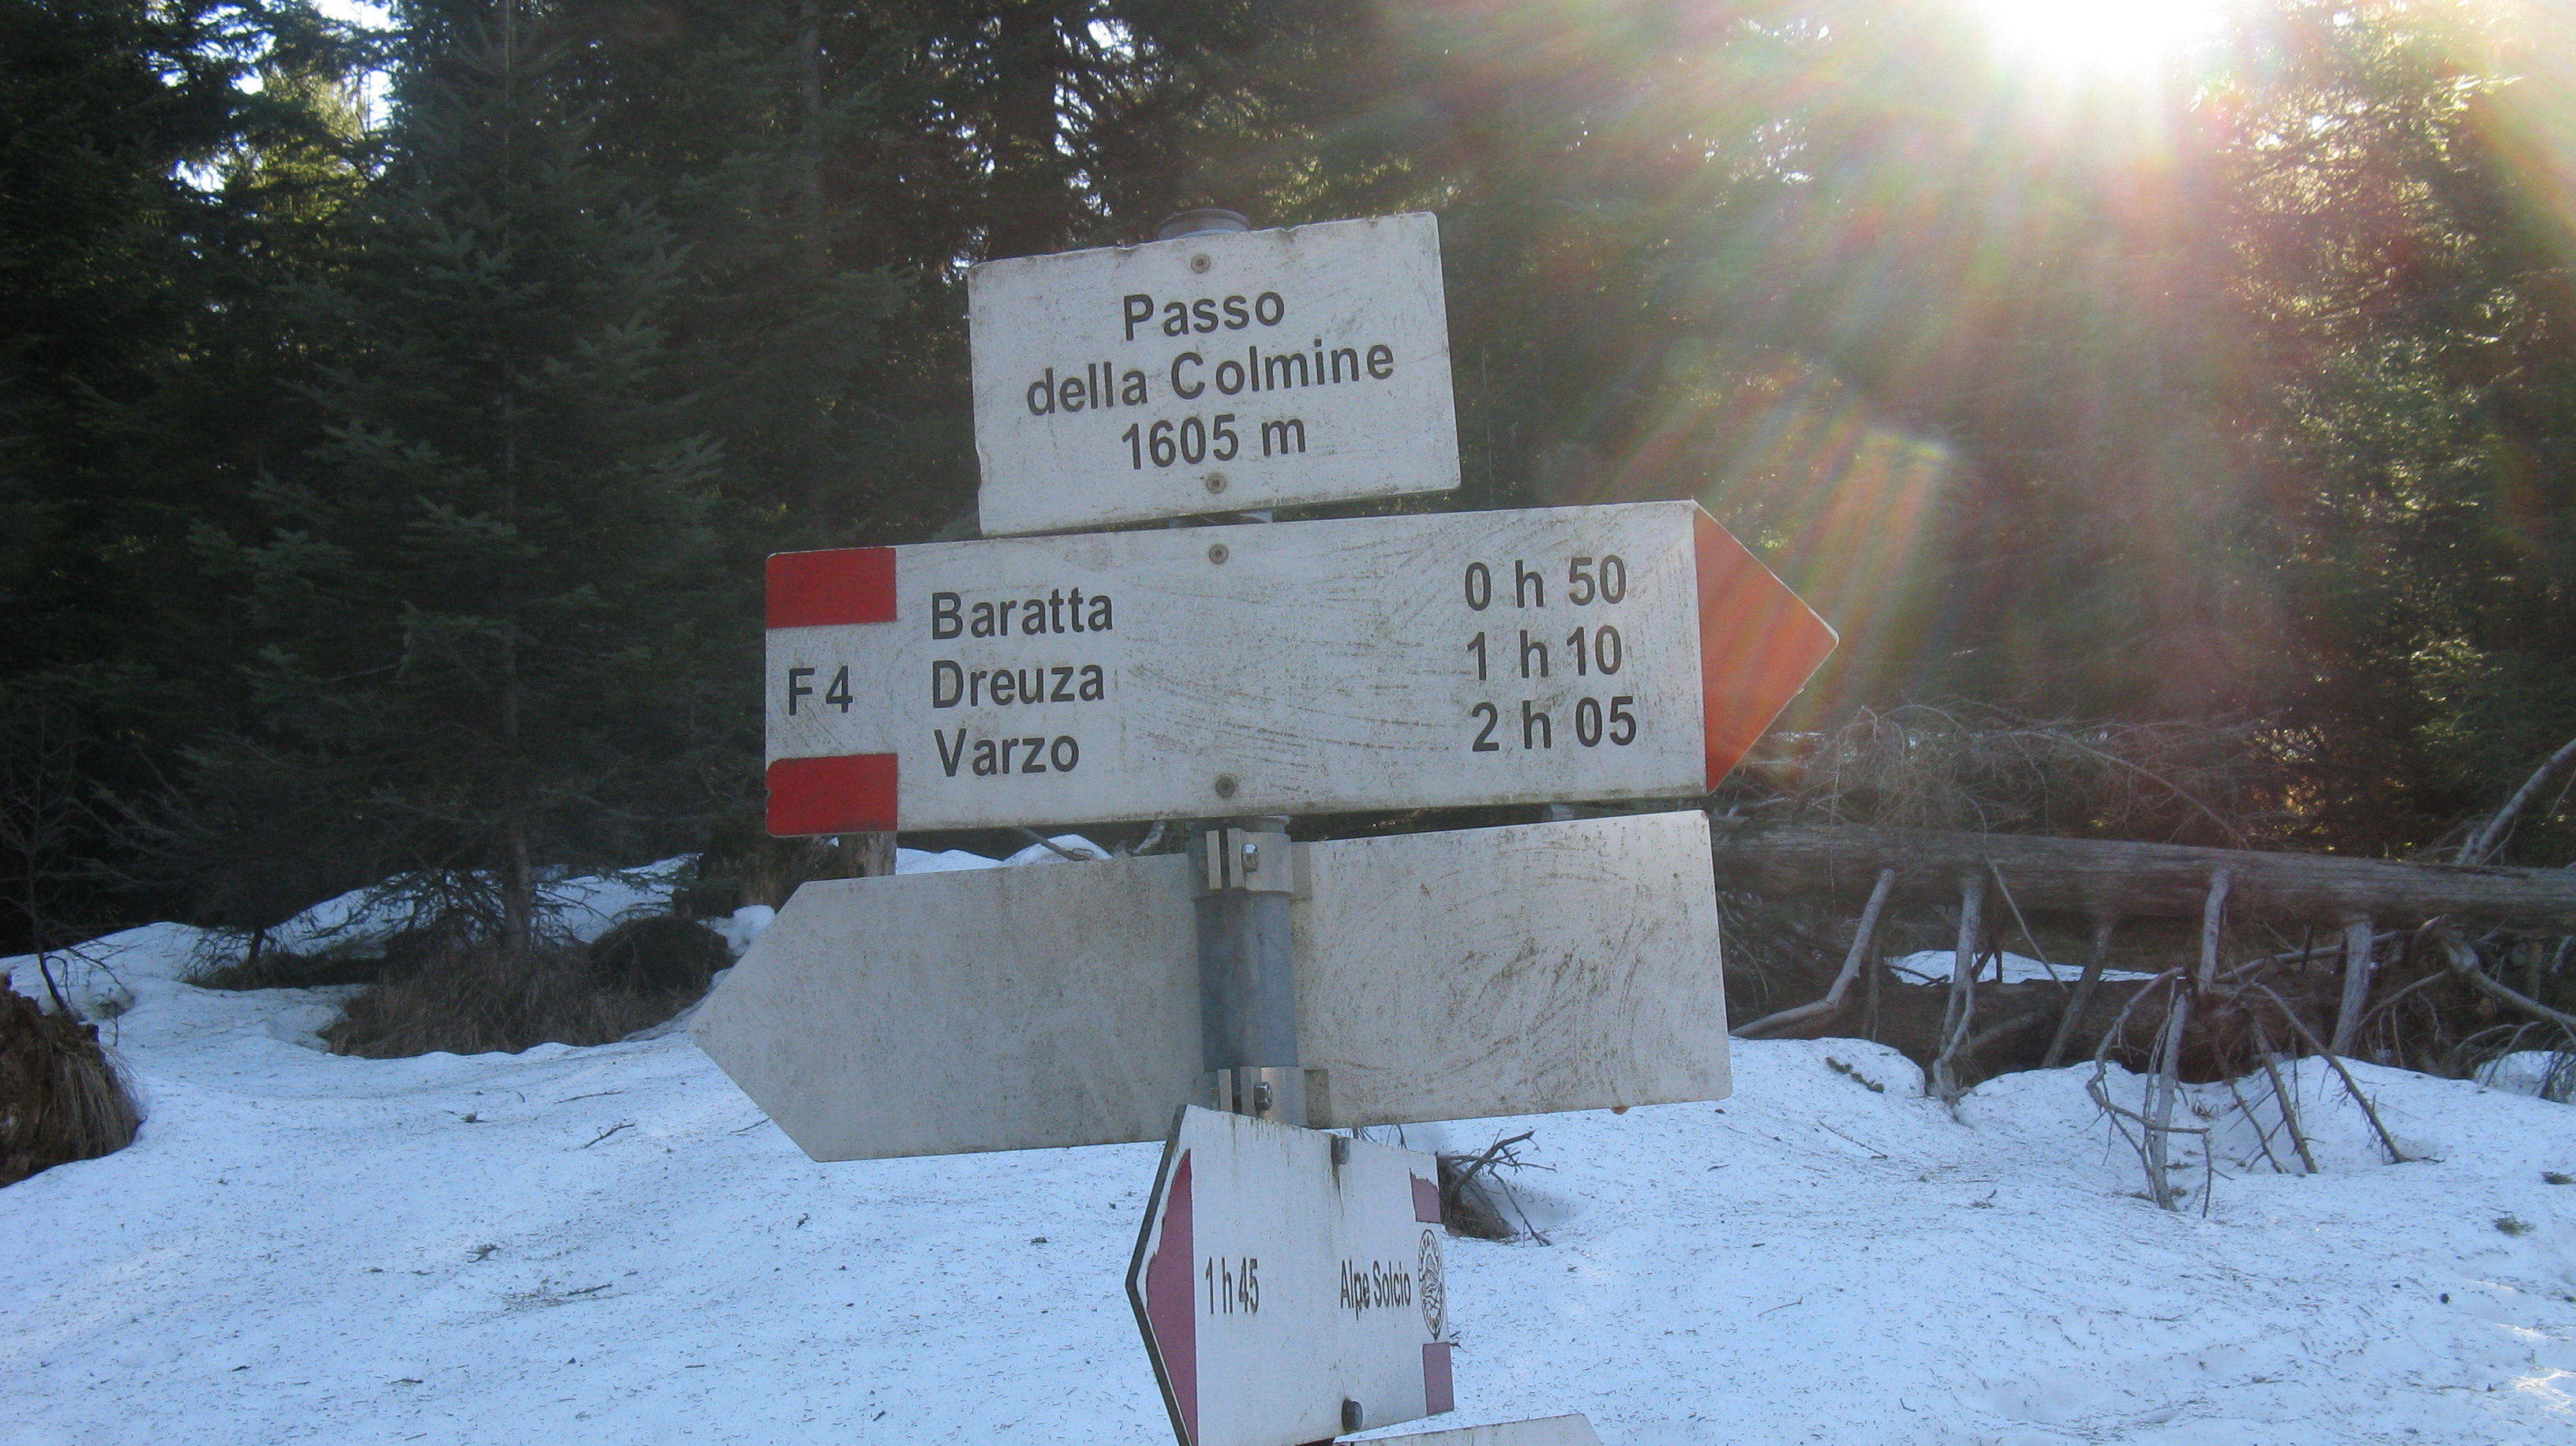 Passo
della Colmine
1605 m
F4
Baratta 0 h 50
Dreuza 1 h 10
Varzo 2 h 05
1 h 45 Alpe Solcio